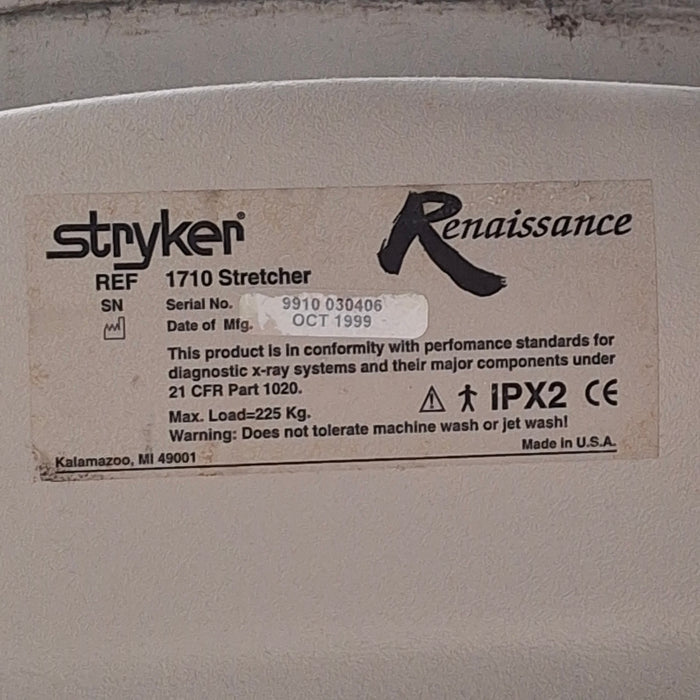 stryker®
Renaissance
REF 1710 Stretcher
SN Serial No. 9910 030406
Date of Mfg. OCT 1999
This product is in conformity with perfomance standards for
diagnostic x-ray systems and their major components under
21 CFR Part 1020.
IPX2 CE
Max. Load=225 Kg.
Warning: Does not tolerate machine wash or jet wash!
Made in U.S.A.
Kalamazoo, MI 49001